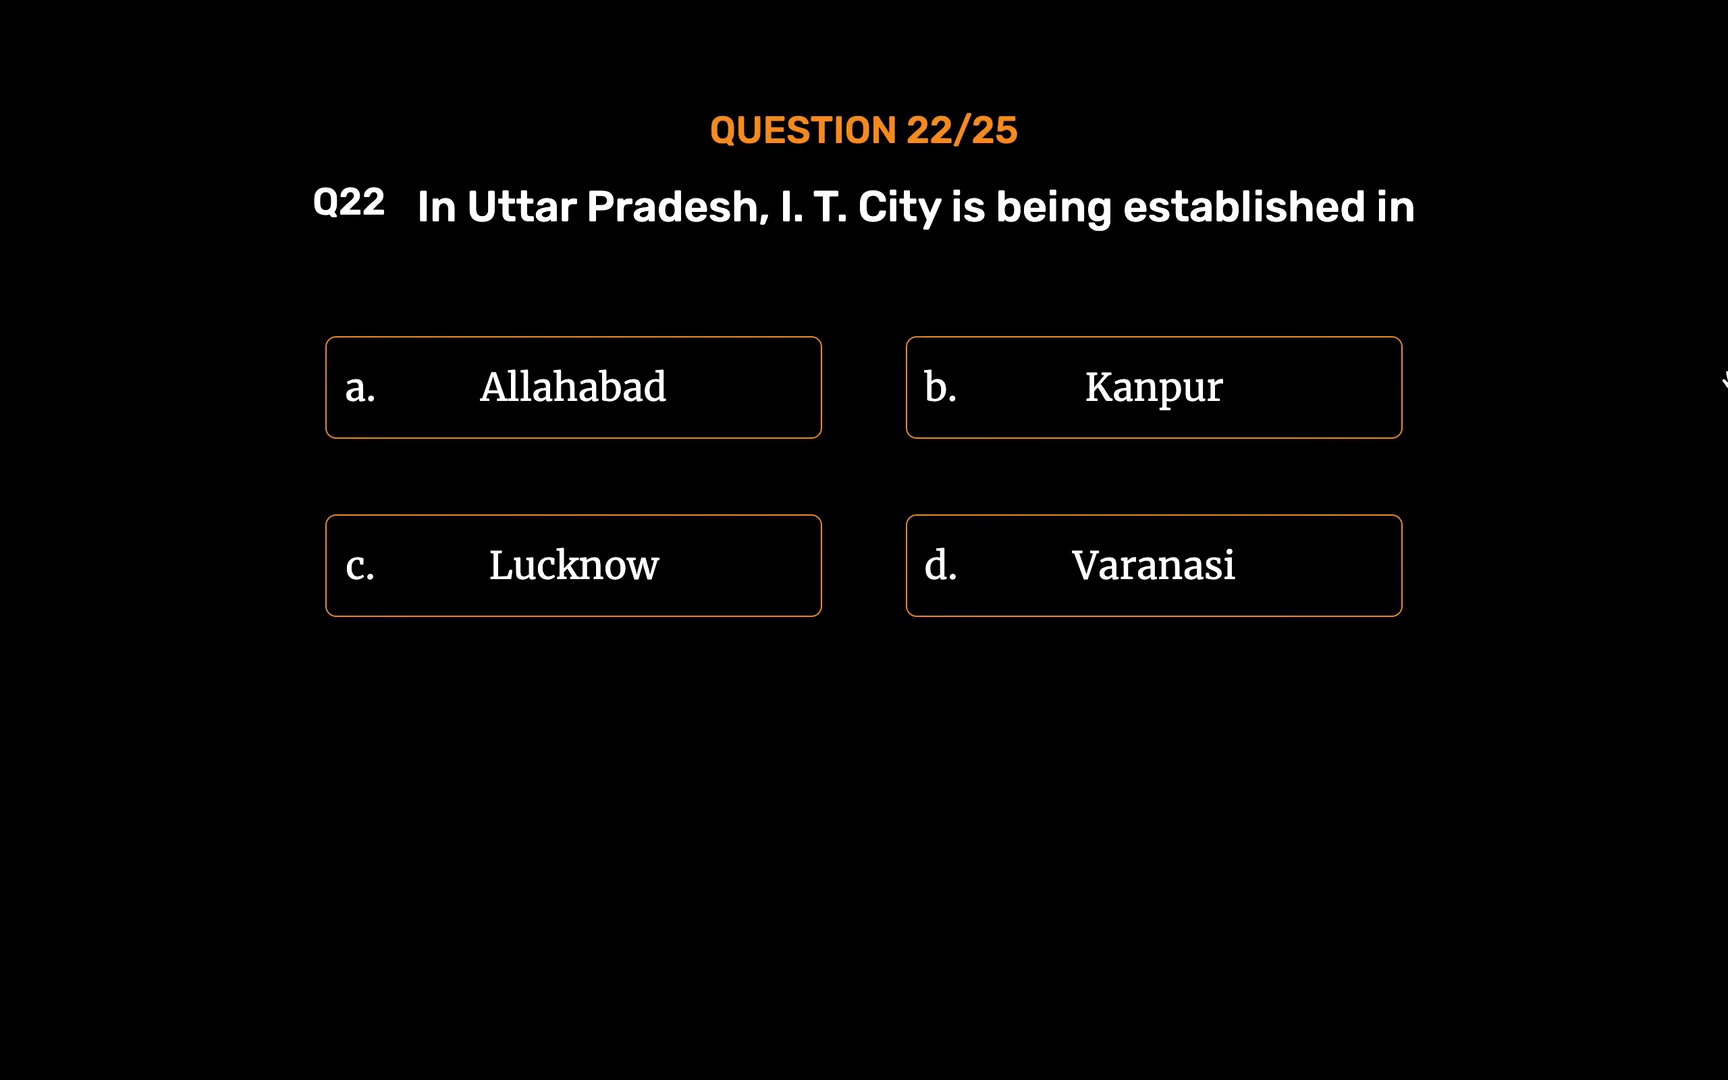 QUESTION 22/25
Q22 In Uttar Pradesh, I. T. City is being established in
a. Allahabad
b. Kanpur
c. Lucknow
d. Varanasi